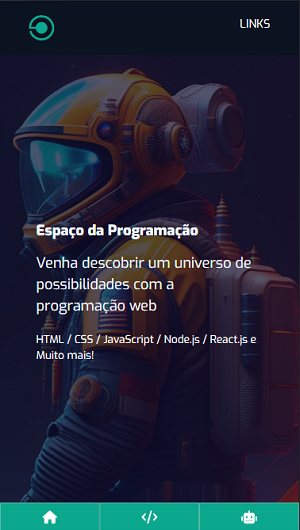 LINKS
Espaço da Programação
Venha descobrir um universo de
possibilidades com a
programação web
HTML / CSS / JavaScript / Node.js / React.js e
Muito mais!